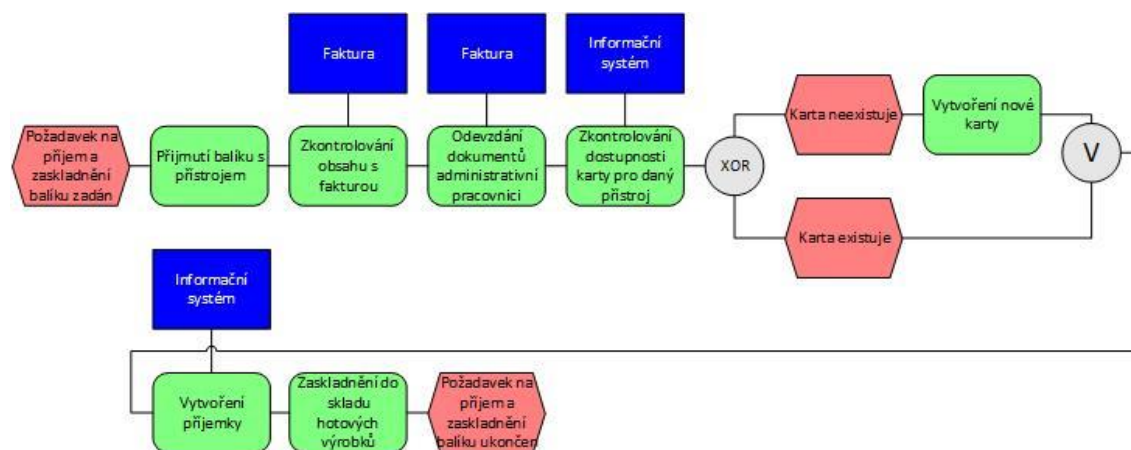 Faktura
Faktura
Informační
systém
Požadavek na
příjem a
zaskladnění
balíku zadán
Přijmutí balíku s
přístrojem
Zkontrolování
obsahu s
fakturou
Odevzdání
dokumentů
administrativní
pracovnici
Zkontrolování
dostupnosti
karty pro daný
přístroj
XOR
Karta neexistuje
Vytvoření nové
karty
V
Karta existuje
Informační
systém
Vytvoření
příjemky
Zaskladnění do
skladu
hotových
výrobků
Požadavek na
příjem a
zaskladnění
balíku ukončen